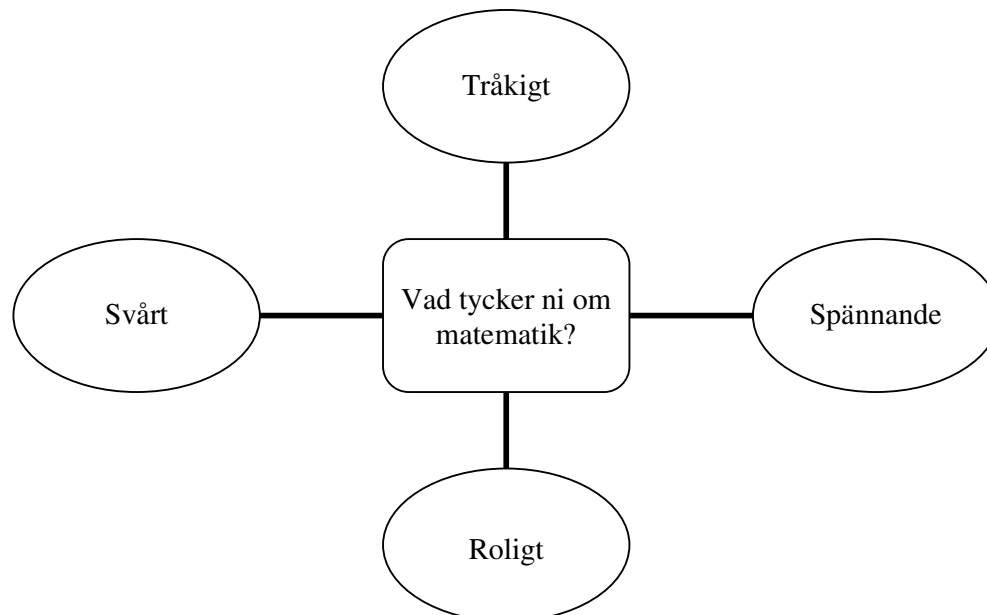 Tråkigt
Svårt
Vad tycker ni om
matematik?
Spännande
Roligt